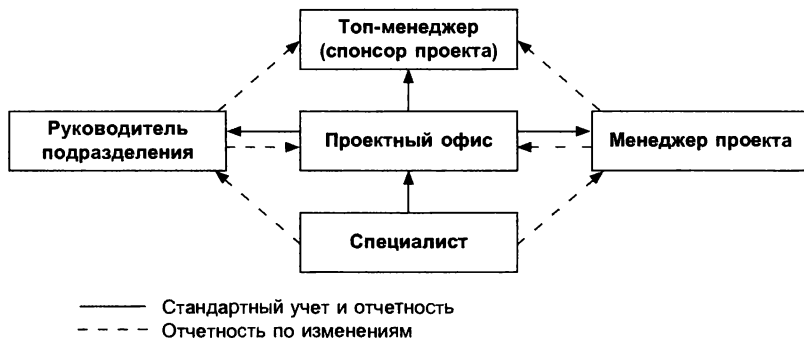 Топ-менеджер
(спонсор проекта)
Руководитель
подразделения
Проектный офис
Менеджер проекта
Специалист
Стандартный учет и отчетность
Отчетность по изменениям